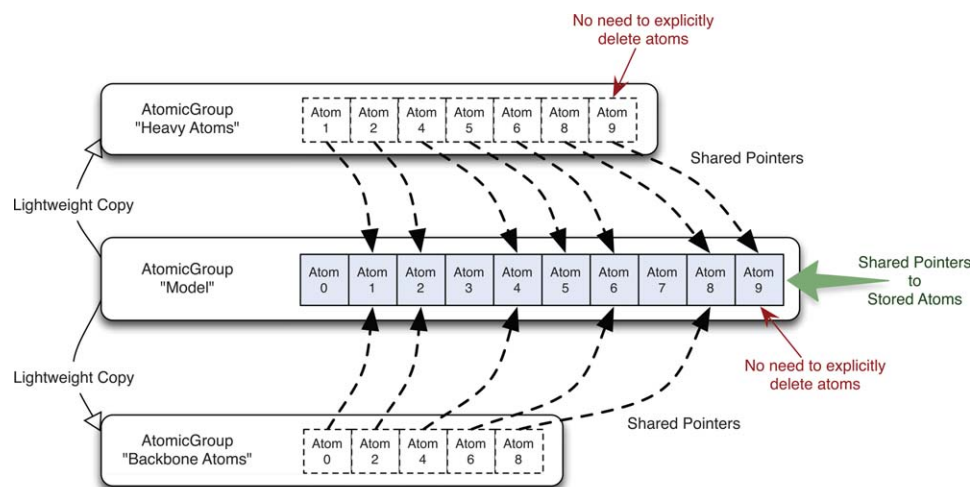 No need to explicitly
delete atoms
AtomicGroup
"Heavy Atoms"
Atom Atom Atom Atom Atom Atom Atom
1 2 4 5 6 8 9
Shared Pointers
Lightweight Copy
AtomicGroup
"Model"
Atom Atom Atom Atom Atom Atom Atom Atom Atom Atom
0 1 2 3 4 5 6 7 8 9
Shared Pointers
to
Stored Atoms
No need to explicitly
delete atoms
Lightweight Copy
Shared Pointers
AtomicGroup
"Backbone Atoms"
Atom Atom Atom Atom Atom
0 2 4 6 8